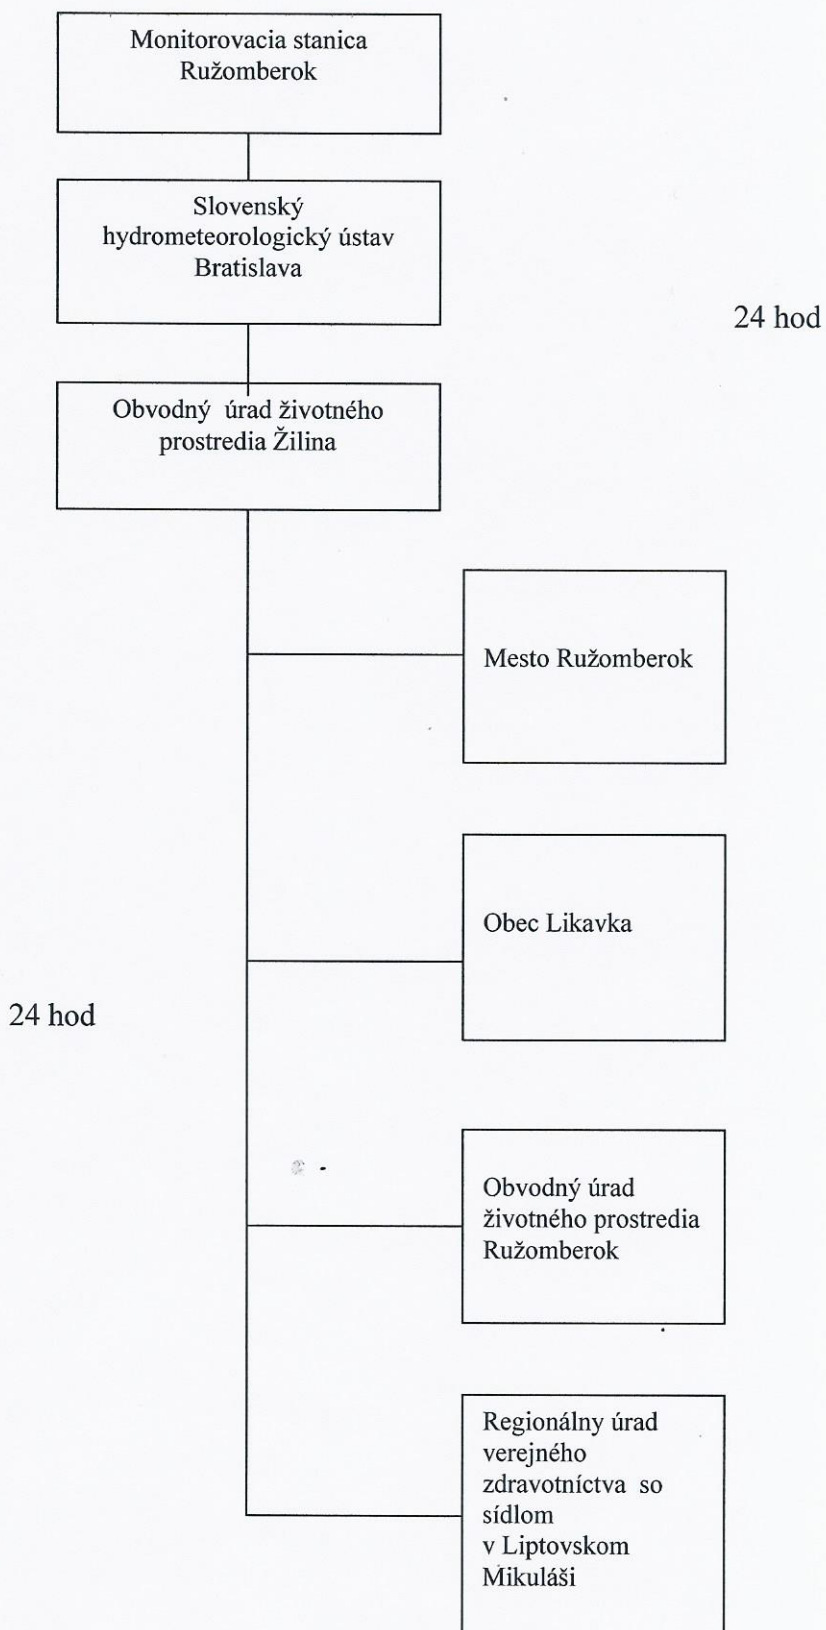 Monitorovacia stanica
Ružomberok
Slovenský
hydrometeorologický ústav
Bratislava
24 hod
Obvodný úrad životného
prostredia Žilina
Mesto Ružomberok
Obec Likavka
24 hod
Obvodný úrad
životného prostredia
Ružomberok
Regionálny úrad
verejného
zdravotníctva so
sídlom
v Liptovskom
Mikuláši